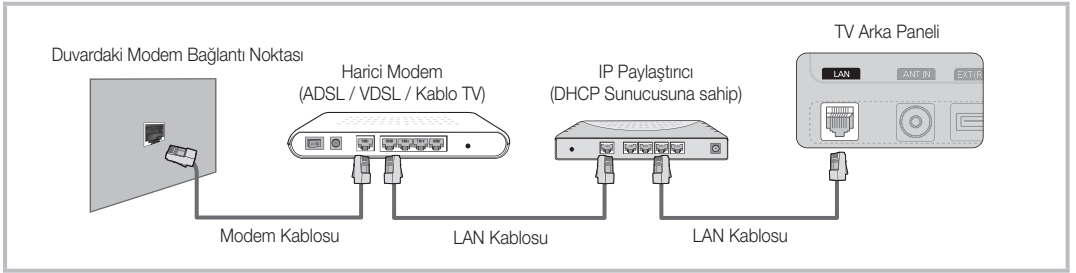 Duvardaki Modem Bağlantı Noktası
Harici Modem
(ADSL / VDSL / Kablo TV)
IP Paylaştırıcı
(DHCP Sunucusuna sahip)
TV Arka Paneli
LAN
ANT IN
Modem Kablosu
LAN Kablosu
LAN Kablosu